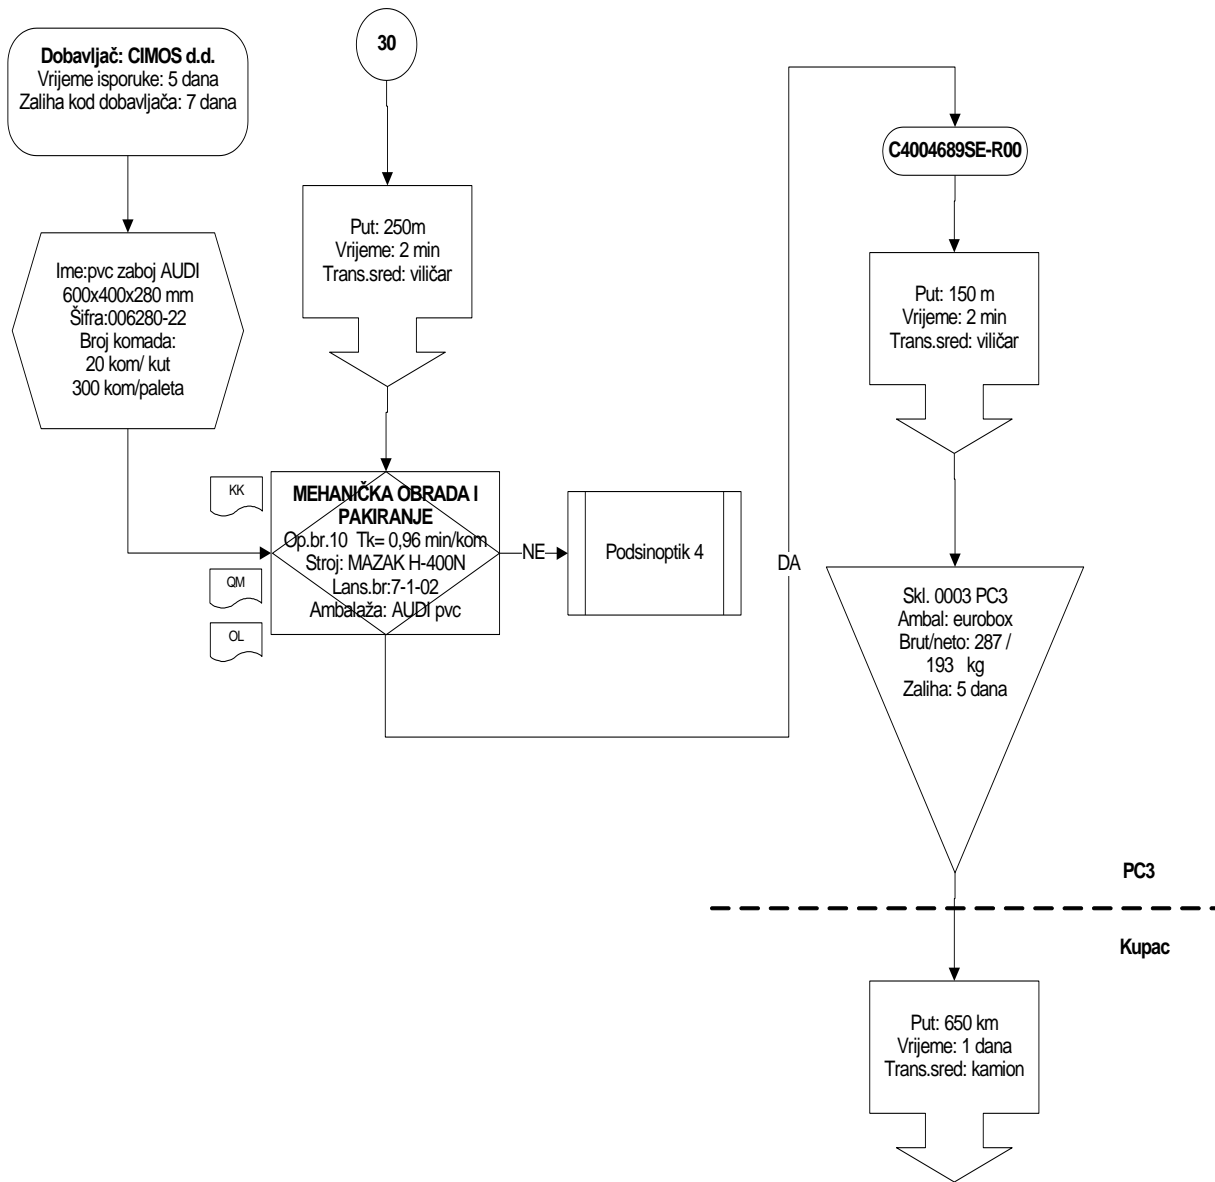 Dobavljač: CIMOS d.d.
Vrijeme isporuke: 5 dana
Zaliha kod dobavljača: 7 dana
30
C4004689SE-R00
Put: 250m
Vrijeme: 2 min
Trans.sred: viličar
Ime:pvc zaboj AUDI
600x400x280 mm
Šifra:006280-22
Broj komada:
20 kom/ kut
300 kom/paleta
Put: 150 m
Vrijeme: 2 min
Trans.sred: viličar
KK
QM
OL
MEHANIČKA OBRADA I
PAKIRANJE
Op.br.10 Tk= 0,96 min/kom
Stroj: MAZAK H-400N
Lans.br:7-1-02
Ambalaža: AUDI pvc
NE
Podsinoptik 4
DA
Skl. 0003 PC3
Ambal: eurobox
Brut/neto: 287 /
193 kg
Zaliha: 5 dana
PC3
Kupac
Put: 650 km
Vrijeme: 1 dana
Trans.sred: kamion